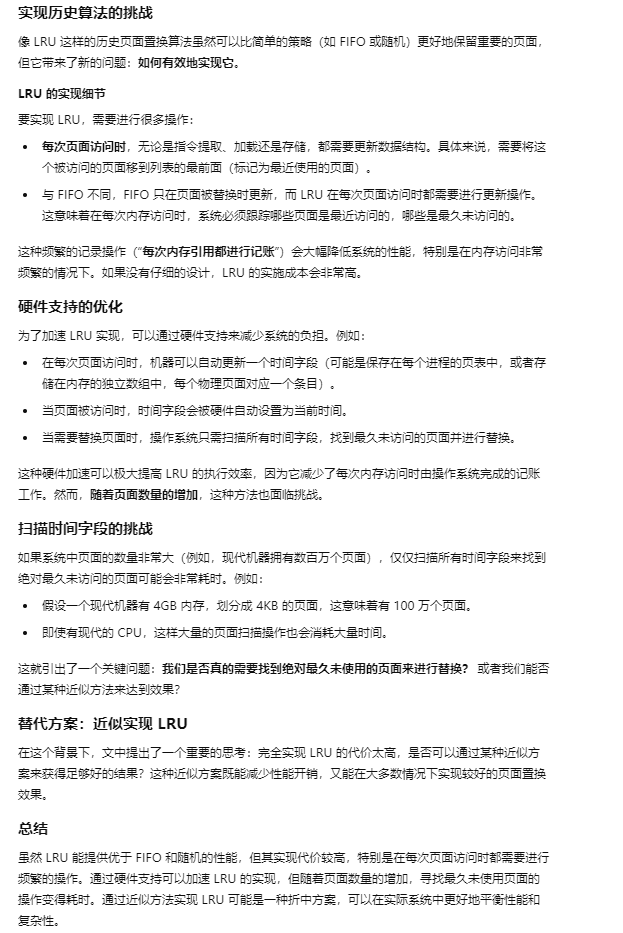 实现历史算法的挑战
像 LRU 这样的历史页面置换算法虽然可以比简单的策略（如 FIFO 或随机）更好地保留重要的页面，
但它带来了新的问题：如何有效地实现它。
LRU 的实现细节
要实现 LRU，需要进行很多操作：
• 每次页面访问时，无论是指令提取、加载还是存储，都需要更新数据结构。具体来说，需要将这
个被访问的页面移到列表的最前面（标记为最近使用的页面）。
• 与 FIFO 不同，FIFO 只在页面被替换时更新，而 LRU 在每次页面访问时都需要进行更新操作。
这意味着在每次内存访问时，系统必须跟踪哪些页面是最近访问的，哪些是最久未访问的。
这种频繁的记录操作（“每次内存引用都进行记账”）会大幅降低系统的性能，特别是在内存访问非常
频繁的情况下。如果没有仔细的设计，LRU 的实施成本会非常高。
硬件支持的优化
为了加速 LRU 实现，可以通过硬件支持来减少系统的负担。例如：
• 在每次页面访问时，机器可以自动更新一个时间字段（可能是保存在每个进程的页表中，或者存
储在内存的独立数组中，每个物理页面对应一个条目）。
• 当页面被访问时，时间字段会被硬件自动设置为当前时间。
• 当需要替换页面时，操作系统只需扫描所有时间字段，找到最久未访问的页面并进行替换。
这种硬件加速可以极大提高 LRU 的执行效率，因为它减少了每次内存访问时由操作系统完成的记账
工作。然而，随着页面数量的增加，这种方法也面临挑战。
扫描时间字段的挑战
如果系统中页面的数量非常大（例如，现代机器拥有数百万个页面），仅仅扫描所有时间字段来找到
绝对最久未访问的页面可能会非常耗时。例如：
• 假设一个现代机器有 4GB 内存，划分成 4KB 的页面，这意味着有 100 万个页面。
• 即使有现代的 CPU，这样大量的页面扫描操作也会消耗大量时间。
这就引出了一个关键问题：我们是否真的需要找到绝对最久未使用的页面来进行替换？ 或者我们能否
通过某种近似方法来达到效果？
替代方案：近似实现 LRU
在这个背景下，文中提出了一个重要的思考：完全实现 LRU 的代价太高，是否可以通过某种近似方
案来获得足够好的结果？这种近似方案既能减少性能开销，又能在大多数情况下实现较好的页面置换
效果。
总结
虽然 LRU 能提供优于 FIFO 和随机的性能，但其实现代价较高，特别是在每次页面访问时都需要进行
频繁的操作。通过硬件支持可以加速 LRU 的实现，但随着页面数量的增加，寻找最久未使用页面的
操作变得耗时。通过近似方法实现 LRU 可能是一种折中方案，可以在实际系统中更好地平衡性能和
复杂性。